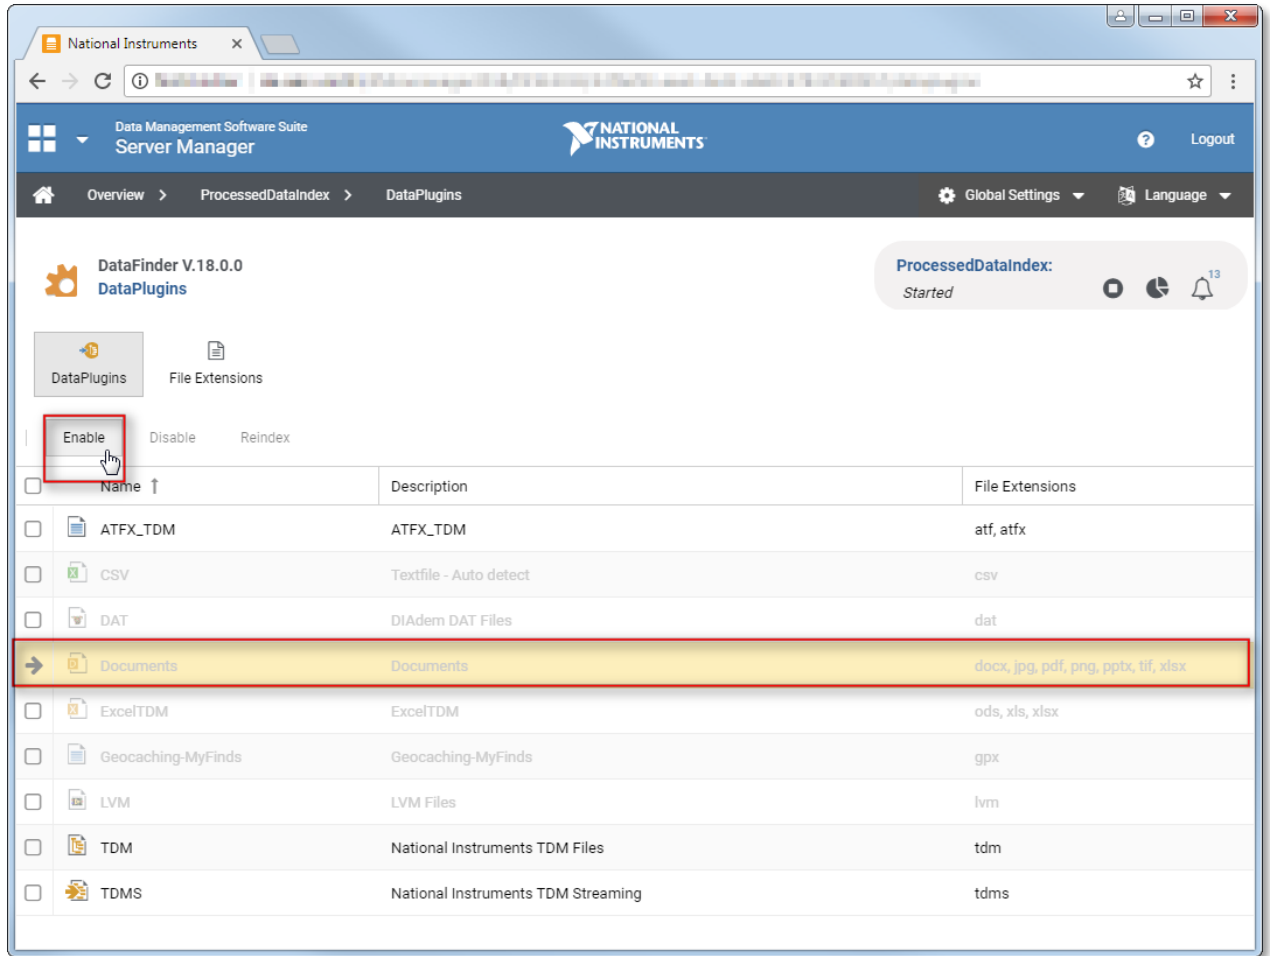 National Instruments
Data Management Software Suite
Server Manager
NATIONAL
INSTRUMENTS
Logout
Overview > ProcessedDataIndex > DataPlugins
Global Settings
Language
DataFinder V.18.0.0
DataPlugins
ProcessedDataIndex:
Started
13
DataPlugins File Extensions
Enable Disable Reindex
Name ↑ Description File Extensions
ATFX_TDM ATFX_TDM atf, atfx
CSV Textfile - Auto detect csv
DAT DIAdem DAT Files dat
Documents Documents docx, jpg, pdf, png, pptx, tif, xlsx
ExcelTDM ExcelTDM ods, xls, xlsx
Geocaching-MyFinds Geocaching-MyFinds gpx
LVM LVM Files lvm
TDM National Instruments TDM Files tdm
TDMS National Instruments TDM Streaming tdms